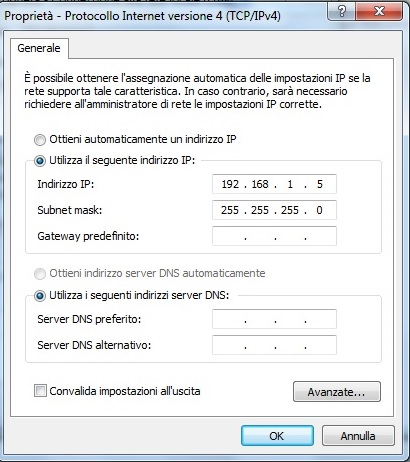 Proprietà - Protocollo Internet versione 4 (TCP/IPv4)
Generale
È possibile ottenere l'assegnazione automatica delle impostazioni IP se la
rete supporta tale caratteristica. In caso contrario, sarà necessario
richiedere all'amministratore di rete le impostazioni IP corrette.
Ottieni automaticamente un indirizzo IP
Utilizza il seguente indirizzo IP:
Indirizzo IP: 192 . 168 . 1 . 5
Subnet mask: 255 . 255 . 255 . 0
Gateway predefinito: . . .
Ottieni indirizzo server DNS automaticamente
Utilizza i seguenti indirizzi server DNS:
Server DNS preferito: . . .
Server DNS alternativo: . . .
Convalida impostazioni all'uscita
Avanzate...
OK
Annulla